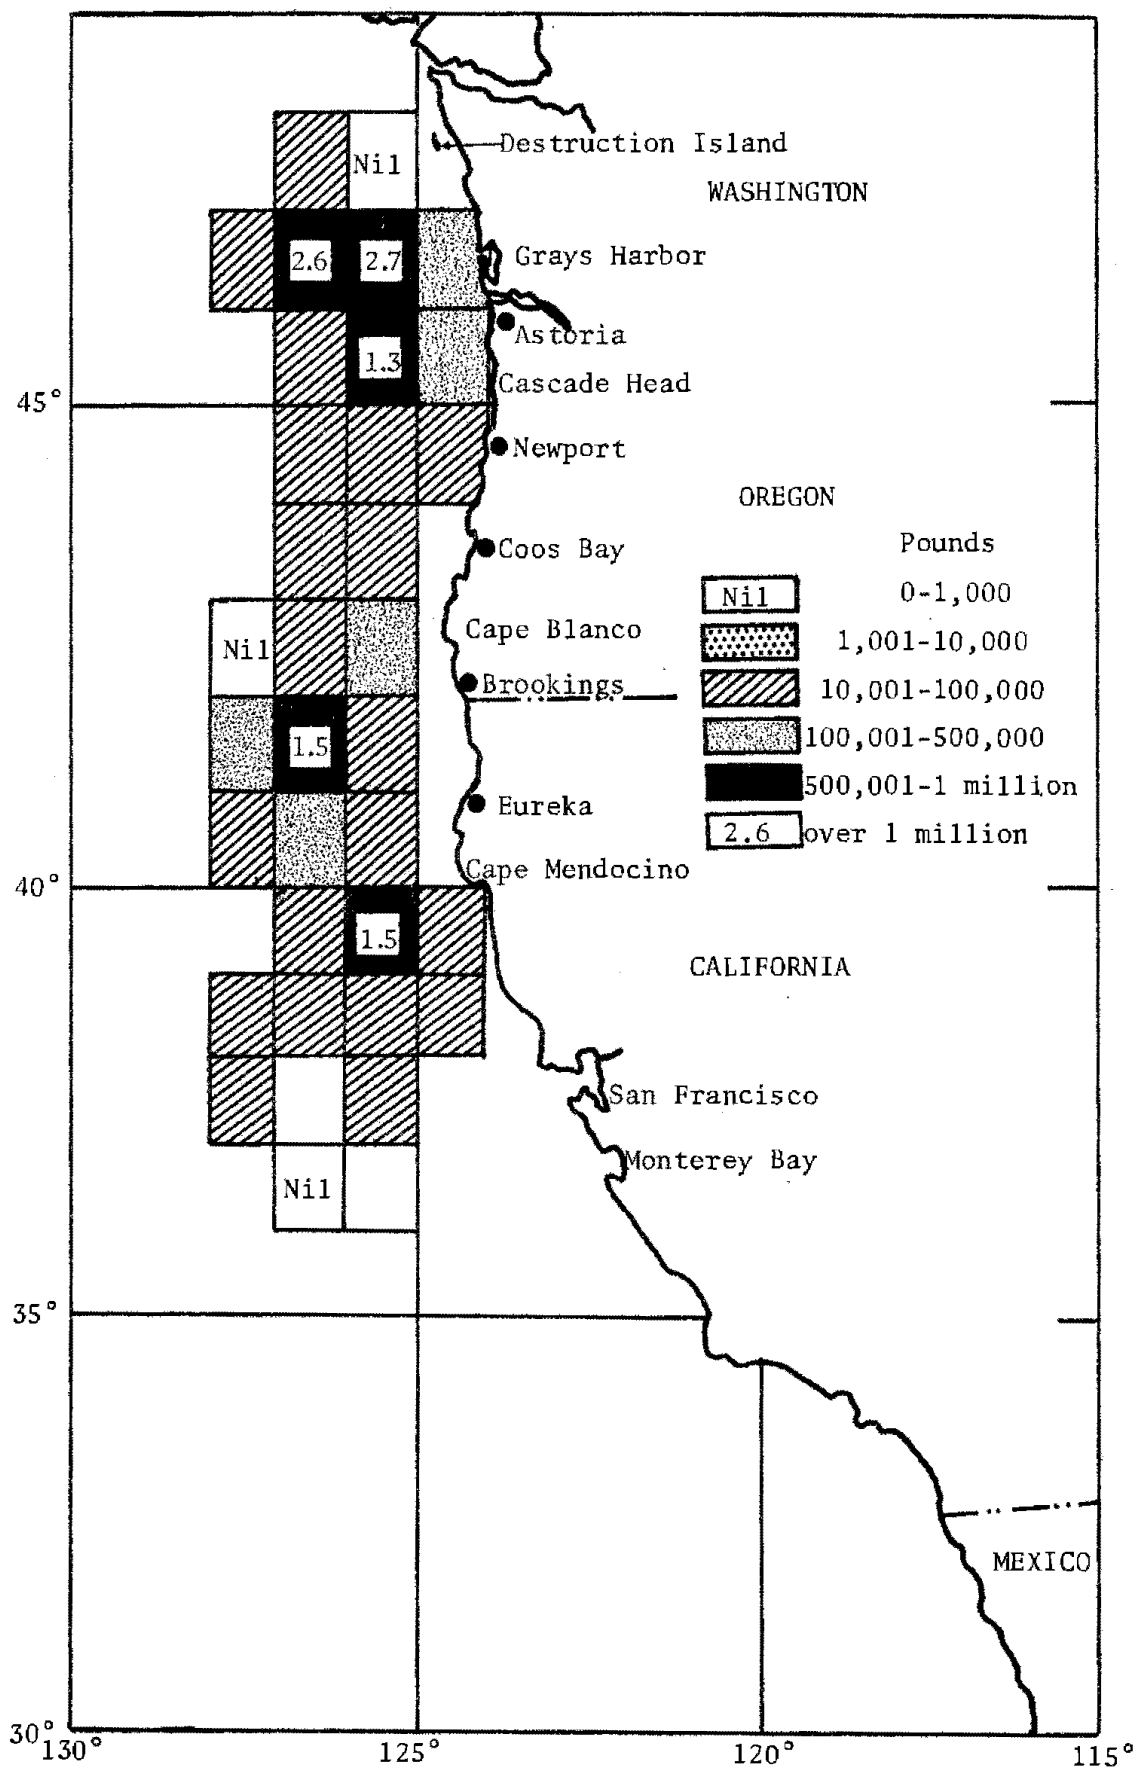 Destruction Island
Nil
WASHINGTON
2.6
2.7
Grays Harbor
Astoria
1.3
Cascade Head
45°
Newport
OREGON
Coos Bay
Pounds
Nil
0-1,000
Cape Blanco
1,001-10,000
Nil
Brookings
10,001-100,000
1.5
100,001-500,000
500,001-1 million
Eureka
2.6
over 1 million
Cape Mendocino
40°
1.5
CALIFORNIA
San Francisco
Monterey Bay
Nil
35°
MEXICO
30°
130°
125°
120°
115°